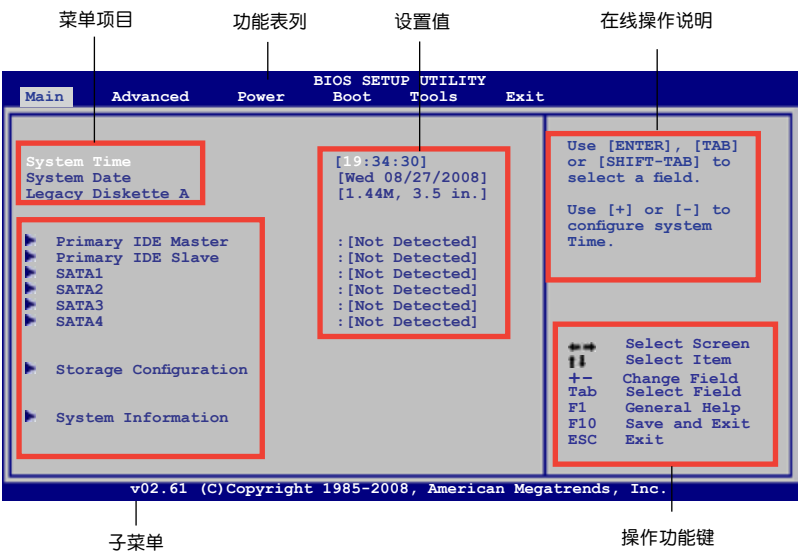 菜单项目 功能表列 设置值 在线操作说明
BIOS SETUP UTILITY
Main Advanced Power Boot Tools Exit
System Time [19:34:30]
System Date [Wed 08/27/2008]
Legacy Diskette A [1.44M, 3.5 in.]
Primary IDE Master :[Not Detected]
Primary IDE Slave :[Not Detected]
SATA1 :[Not Detected]
SATA2 :[Not Detected]
SATA3 :[Not Detected]
SATA4 :[Not Detected]
Storage Configuration
System Information
Use [ENTER], [TAB]
or [SHIFT-TAB] to
select a field.
Use [+] or [-] to
configure system
Time.
←→ Select Screen
↑↓ Select Item
+- Change Field
Tab Select Field
F1 General Help
F10 Save and Exit
ESC Exit
v02.61 (C)Copyright 1985-2008, American Megatrends, Inc.
子菜单 操作功能键